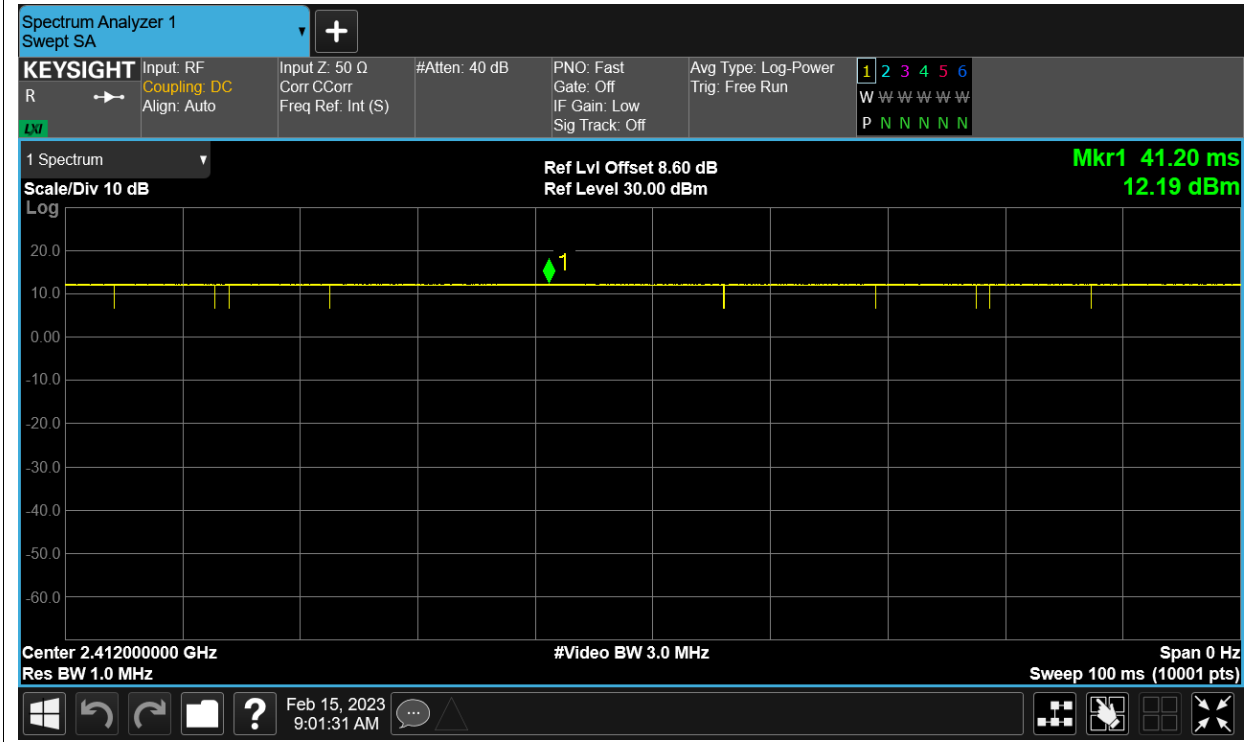 Spectrum Analyzer 1
Swept SA
KEYSIGHT
R
LXI
Input: RF
Coupling: DC
Align: Auto
Input Z: 50 Ω
Corr CCorr
Freq Ref: Int (S)
#Atten: 40 dB
PNO: Fast
Gate: Off
IF Gain: Low
Sig Track: Off
Avg Type: Log-Power
Trig: Free Run
1 2 3 4 5 6
W W W W W W
P N N N N N
1 Spectrum
Scale/Div 10 dB
Log
Ref Lvl Offset 8.60 dB
Ref Level 30.00 dBm
Mkr1 41.20 ms
12.19 dBm
20.0
1
10.0
0.00
-10.0
-20.0
-30.0
-40.0
-50.0
-60.0
Center 2.412000000 GHz
#Video BW 3.0 MHz
Span 0 Hz
Res BW 1.0 MHz
Sweep 100 ms (10001 pts)
?
Feb 15, 2023
9:01:31 AM